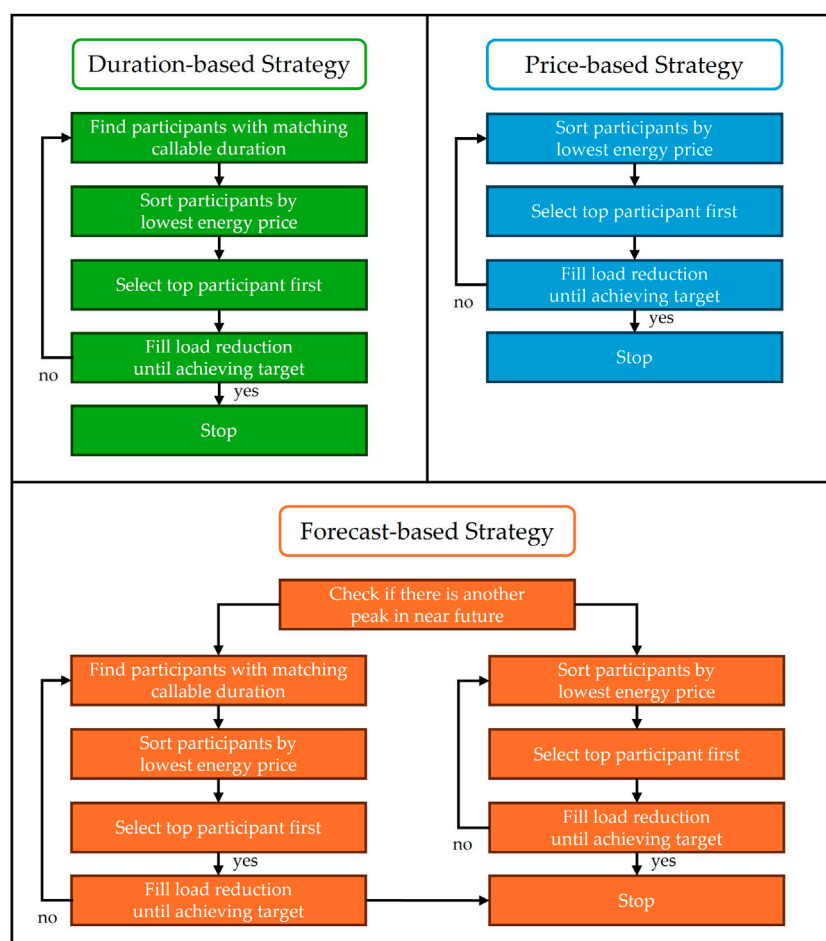 Duration-based Strategy
Find participants with matching
callable duration
Sort participants by
lowest energy price
Select top participant first
Fill load reduction
until achieving target
no
yes
Stop
Price-based Strategy
Sort participants by
lowest energy price
Select top participant first
Fill load reduction
until achieving target
no
yes
Stop
Forecast-based Strategy
Check if there is another
peak in near future
Find participants with matching
callable duration
Sort participants by
lowest energy price
Select top participant first
yes
Fill load reduction
until achieving target
no
Sort participants by
lowest energy price
Select top participant first
Fill load reduction
until achieving target
no
yes
Stop